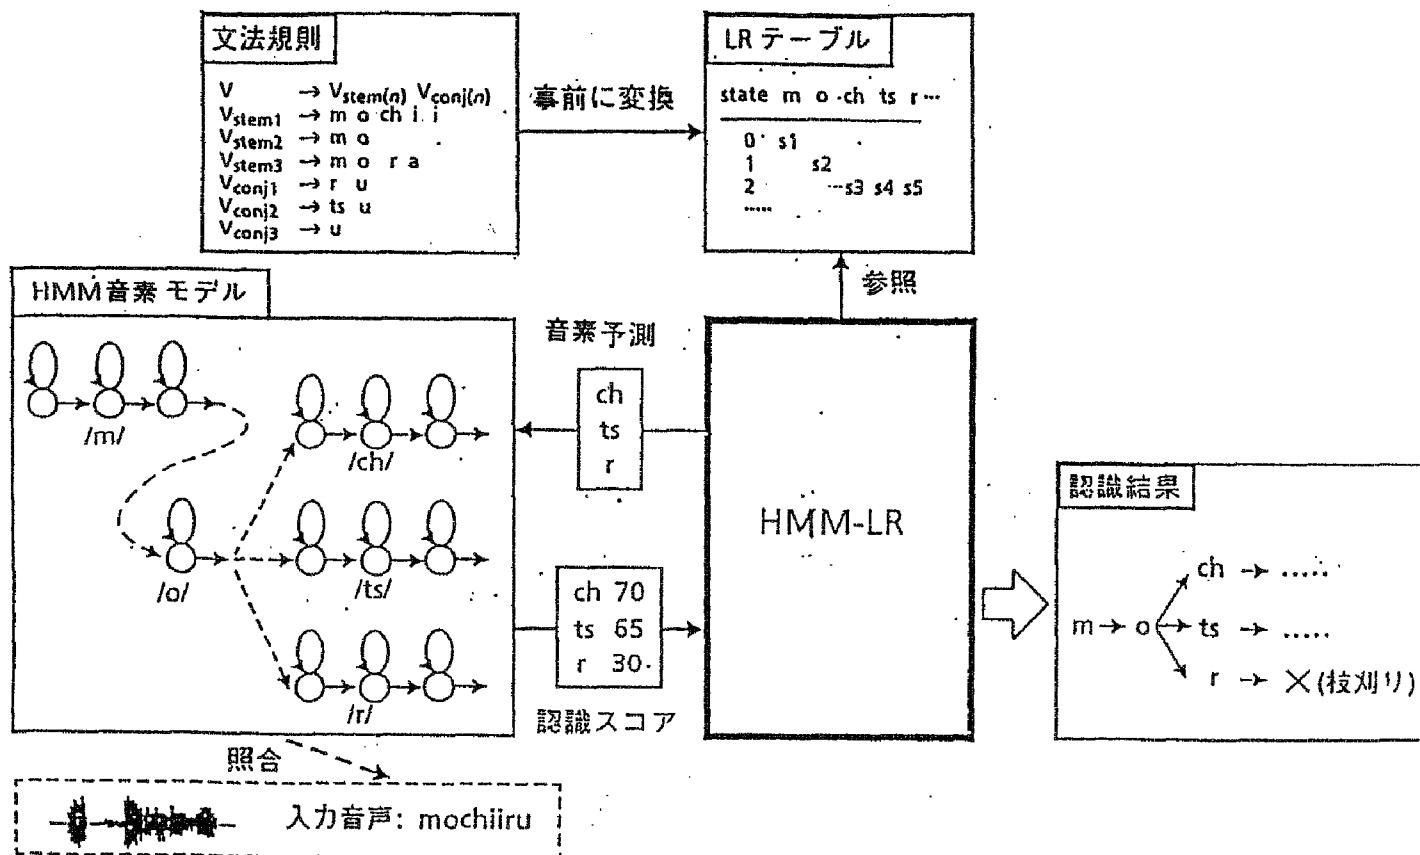 文法規則
V → Vstem(n) Vconj(n)
Vstem1 → m o ch i i
Vstem2 → m o
Vstem3 → m o r a
Vconj1 → r u
Vconj2 → ts u
Vconj3 → u
事前に変換
LR テーブル
state m o ch ts r ...
0 s1
1 s2
2 ...s3 s4 s5
.....
参照
HMM音素モデル
/m/
/o/
/ch/
/ts/
/r/
音素予測
ch
ts
r
ch 70
ts 65
r 30
認識スコア
HMM-LR
認識結果
m → o → ch → .....
→ ts → .....
r → ×(枝刈り)
照合
入力音声: mochiiru